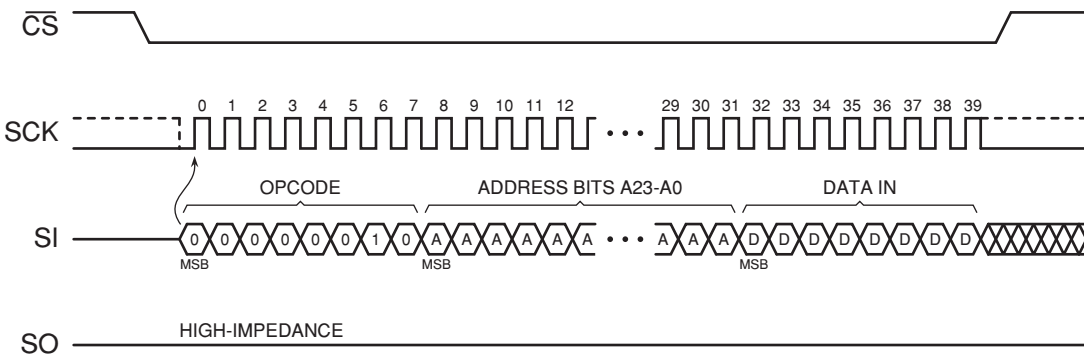 CS
0 1 2 3 4 5 6 7 8 9 10 11 12 29 30 31 32 33 34 35 36 37 38 39
SCK
OPCODE ADDRESS BITS A23-A0 DATA IN
SI 0 0 0 0 0 0 1 0 A A A A A A A A A D D D D D D D D
MSB MSB MSB
HIGH-IMPEDANCE
SO